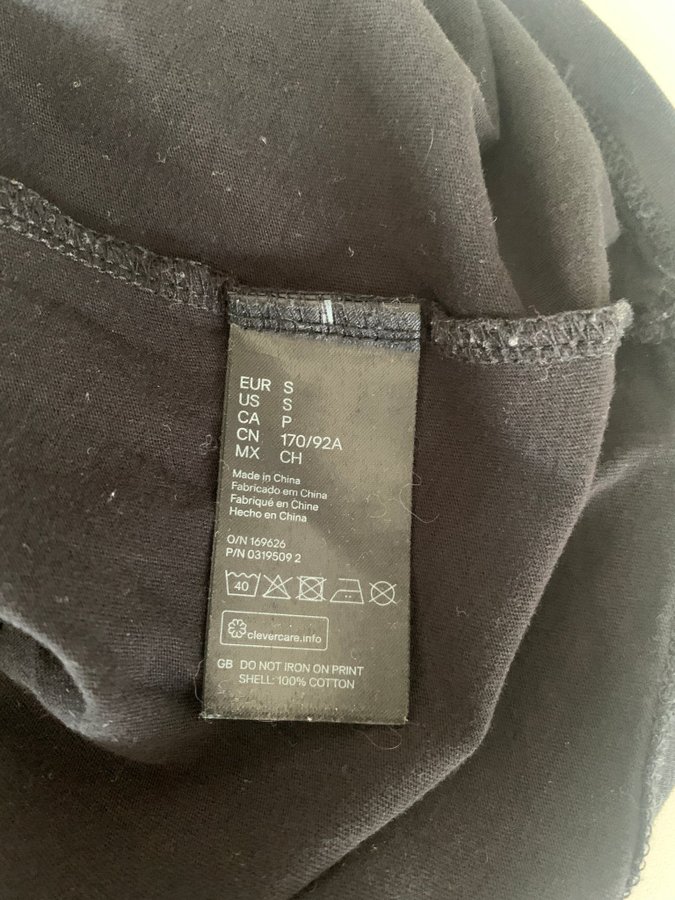 EUR S
US S
CA P
CN 170/92A
MX CH
Made in China
Fabricado em China
Fabriqué en Chine
Hecho en China
O/N 169626
P/N 0319509 2
40
clevercare.info
GB DO NOT IRON ON PRINT
SHELL: 100% COTTON